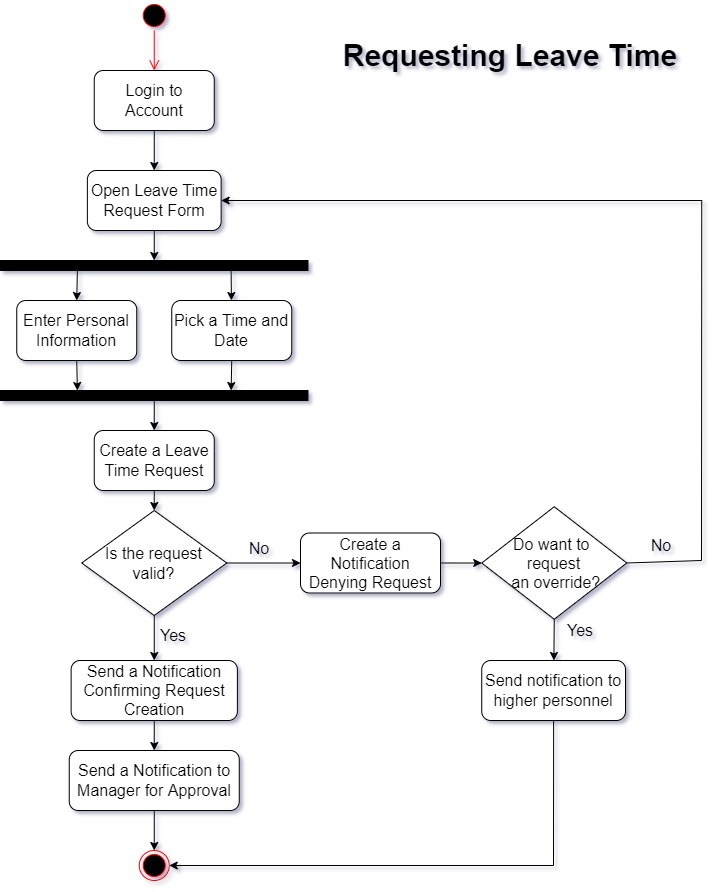 Requesting Leave Time
Login to
Account
Open Leave Time
Request Form
Enter Personal
Information
Pick a Time and
Date
Create a Leave
Time Request
Is the request
valid?
No
Create a
Notification
Denying Request
Do want to
request
an override?
No
Yes
Yes
Send a Notification
Confirming Request
Creation
Send notification to
higher personnel
Send a Notification to
Manager for Approval